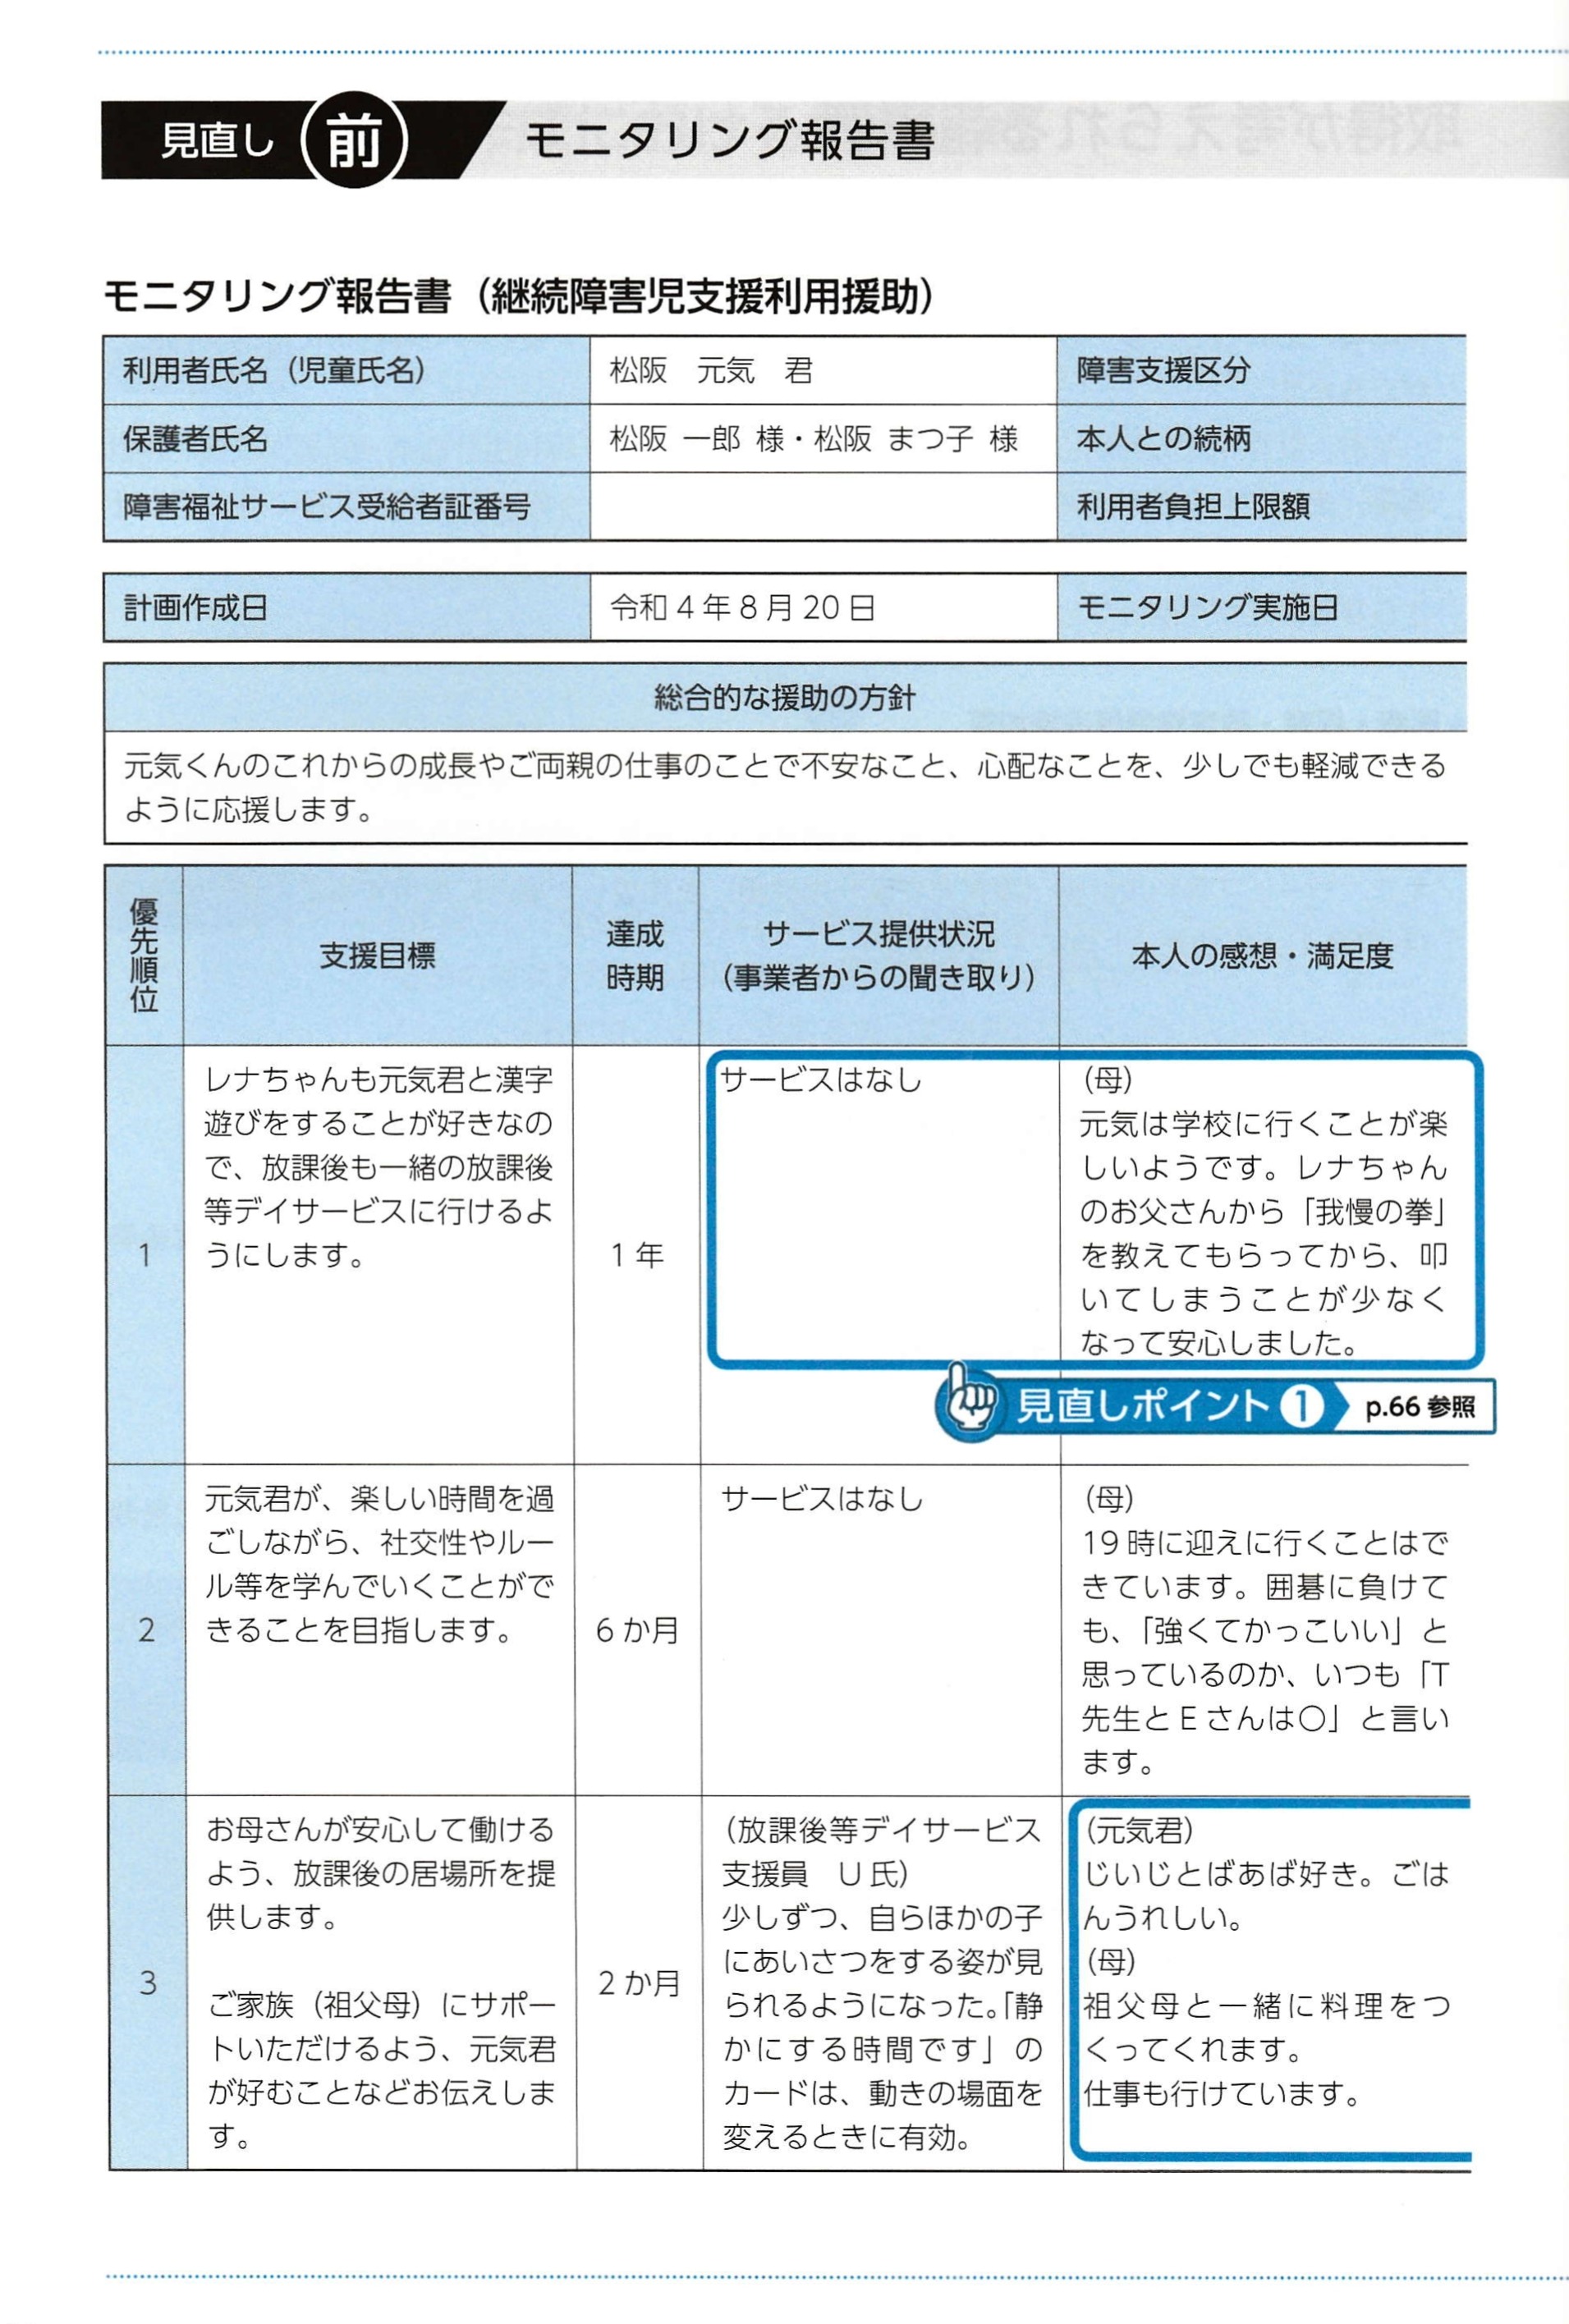 見直し 前 モニタリング報告書
モニタリング報告書（継続障害児支援利用援助）
利用者氏名（児童氏名） 松阪　元気　君 障害支援区分
保護者氏名 松阪 一郎 様・松阪 まつ子 様 本人との続柄
障害福祉サービス受給者証番号 利用者負担上限額
計画作成日 令和4年8月20日 モニタリング実施日
総合的な援助の方針
元気くんのこれからの成長やご両親の仕事のことで不安なこと、心配なことを、少しでも軽減できる
ように応援します。
優先順位
支援目標
達成
時期
サービス提供状況
（事業者からの聞き取り）
本人の感想・満足度
1
レナちゃんも元気君と漢字
遊びをすることが好きなの
で、放課後も一緒の放課後
等デイサービスに行けるよ
うにします。
1年
サービスはなし
（母）
元気は学校に行くことが楽
しいようです。レナちゃん
のお父さんから「我慢の拳」
を教えてもらってから、叩
いてしまうことが少なく
なって安心しました。
見直しポイント1 p.66参照
2
元気君が、楽しい時間を過
ごしながら、社交性やルー
ル等を学んでいくことがで
きることを目指します。
6か月
サービスはなし
（母）
19時に迎えに行くことはで
きています。囲碁に負けて
も、「強くてかっこいい」と
思っているのか、いつも「T
先生とEさんは〇」と言い
ます。
3
お母さんが安心して働ける
よう、放課後の居場所を提
供します。
ご家族（祖父母）にサポー
トいただけるよう、元気君
が好むことなどお伝えしま
す。
2か月
（放課後等デイサービス
支援員　U氏）
少しずつ、自らほかの子
にあいさつをする姿が見
られるようになった。「静
かにする時間です」の
カードは、動きの場面を
変えるときに有効。
（元気君）
じいじとばあば好き。ごは
んうれしい。
（母）
祖父母と一緒に料理をつ
くってくれます。
仕事も行けています。